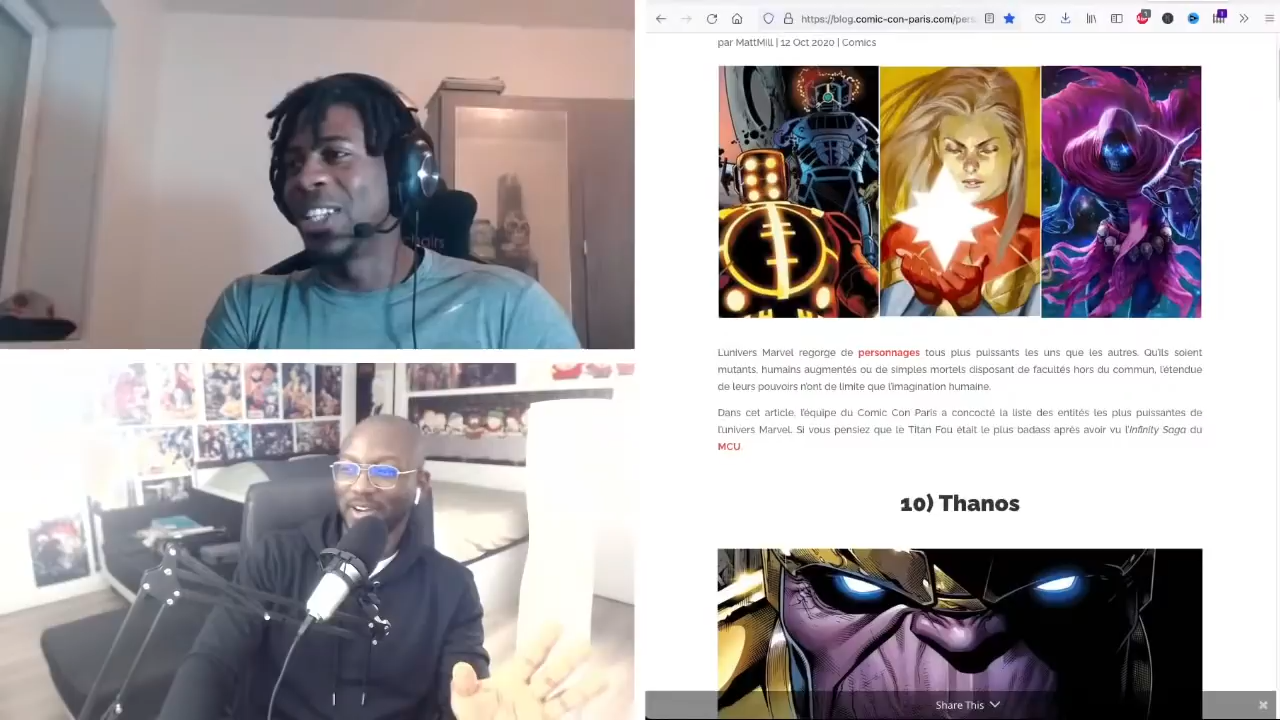 https://blog.comic-con-paris.com/pers
par MattMill | 12 Oct 2020 | Comics
L'univers Marvel regorge de personnages tous plus puissants les uns que les autres. Qu'ils soient
mutants, humains augmentés ou de simples mortels disposant de facultés hors du commun, l'étendue
de leurs pouvoirs n'ont de limite que l'imagination humaine.
Dans cet article, l'équipe du Comic Con Paris a concocté la liste des entités les plus puissantes de
l'univers Marvel. Si vous pensiez que le Titan Fou était le plus badass après avoir vu l'Infinity Saga du
MCU.
10) Thanos
Share This
hairs